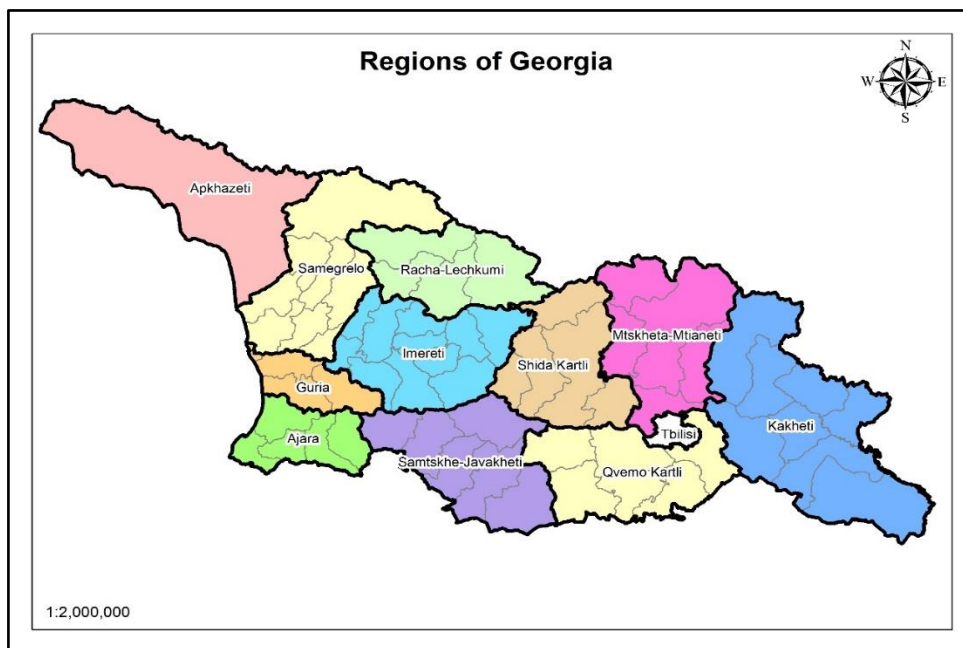 Regions of Georgia
N
W E
S
Apkhazeti
Samegrelo
Racha-Lechkumi
Mtskheta-Mtianeti
Imereti
Shida Kartli
Guria
Kakheti
Tbilisi
Ajara
Samtskhe-Javakheti
Qvemo Kartli
1:2,000,000